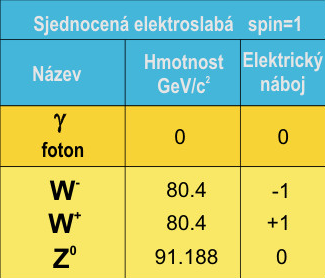 Sjednocená elektroslabá spin=1
Název Hmotnost GeV/c² Elektrický náboj
γ foton 0 0
W⁻ 80.4 -1
W⁺ 80.4 +1
Z⁰ 91.188 0